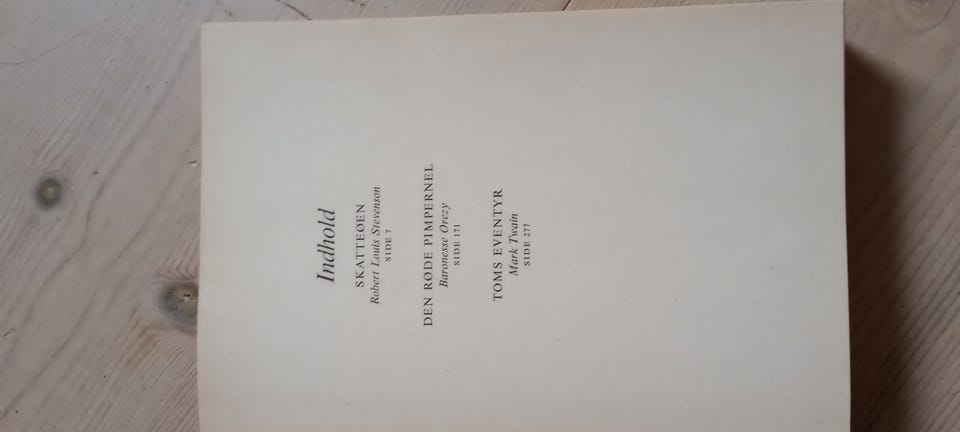 Indhold
SKATTEØEN
Robert Louis Stevenson
SIDE 7
DEN RØDE PIMPERNEL
Baronesse Orczy
SIDE 171
TOMS EVENTYR
Mark Twain
SIDE 277